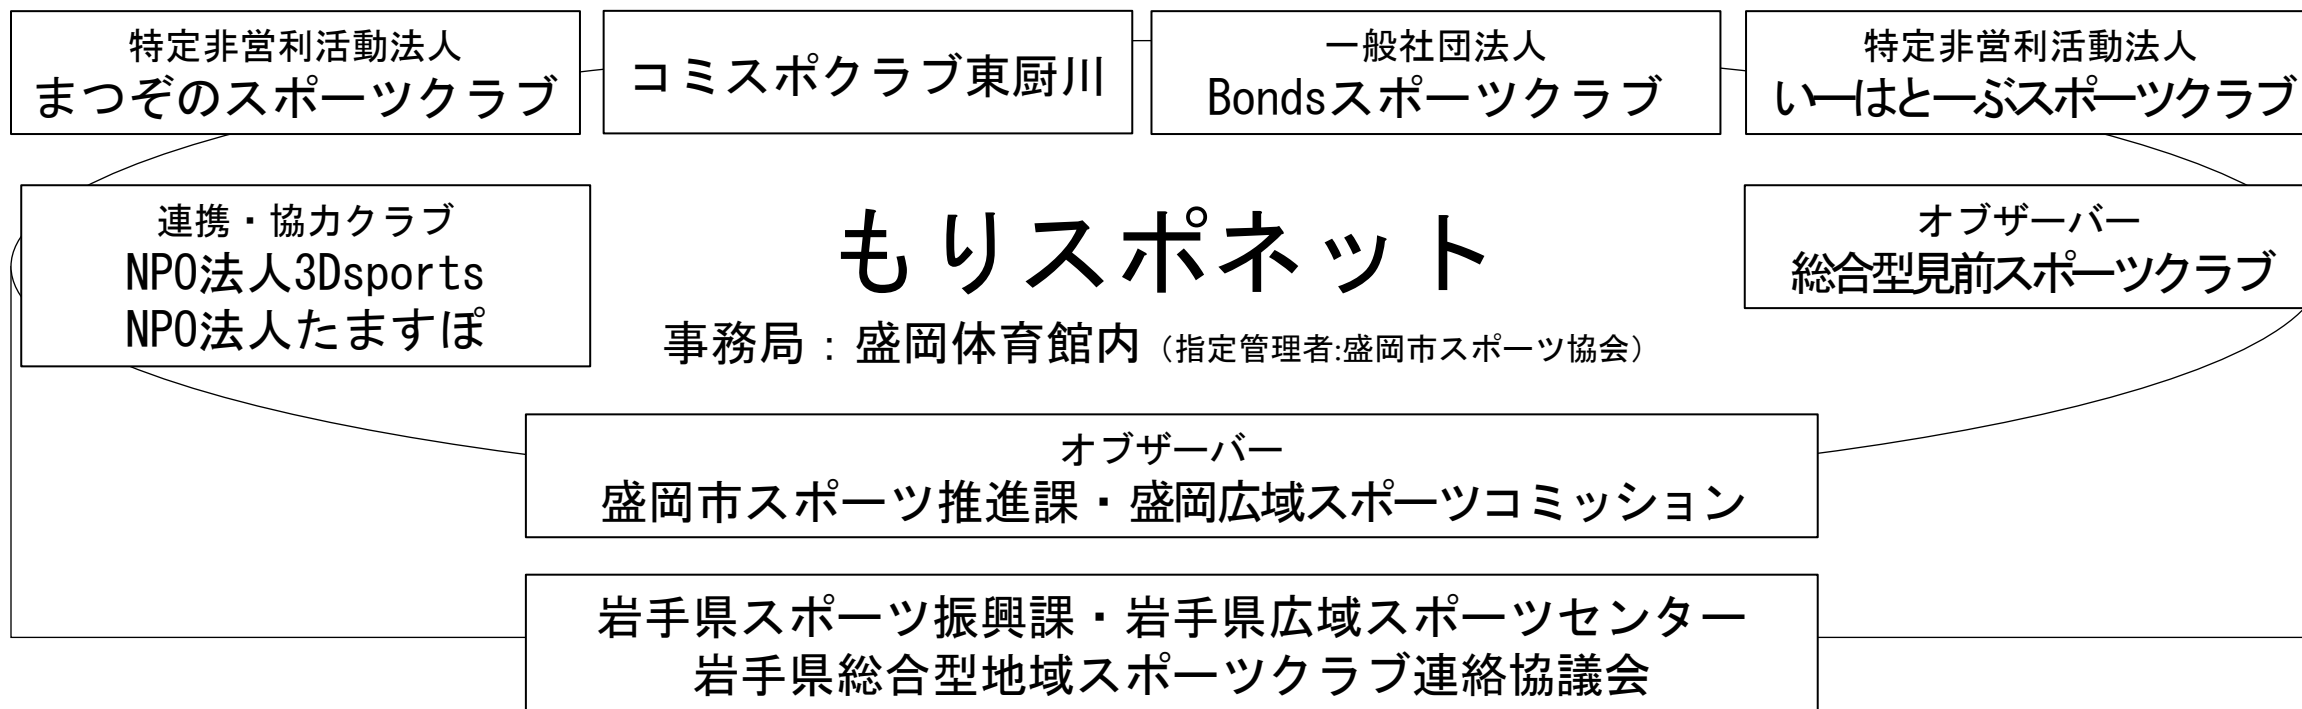 特定非営利活動法人
まつぞのスポーツクラブ
コミスポクラブ東厨川
一般社団法人
Bondsスポーツクラブ
特定非営利活動法人
いーはとーぶスポーツクラブ
連携・協力クラブ
NPO法人3Dsports
NPO法人たますぽ
もりスポネット
事務局：盛岡体育館内（指定管理者:盛岡市スポーツ協会）
オブザーバー
総合型見前スポーツクラブ
オブザーバー
盛岡市スポーツ推進課・盛岡広域スポーツコミッション
岩手県スポーツ振興課・岩手県広域スポーツセンター
岩手県総合型地域スポーツクラブ連絡協議会